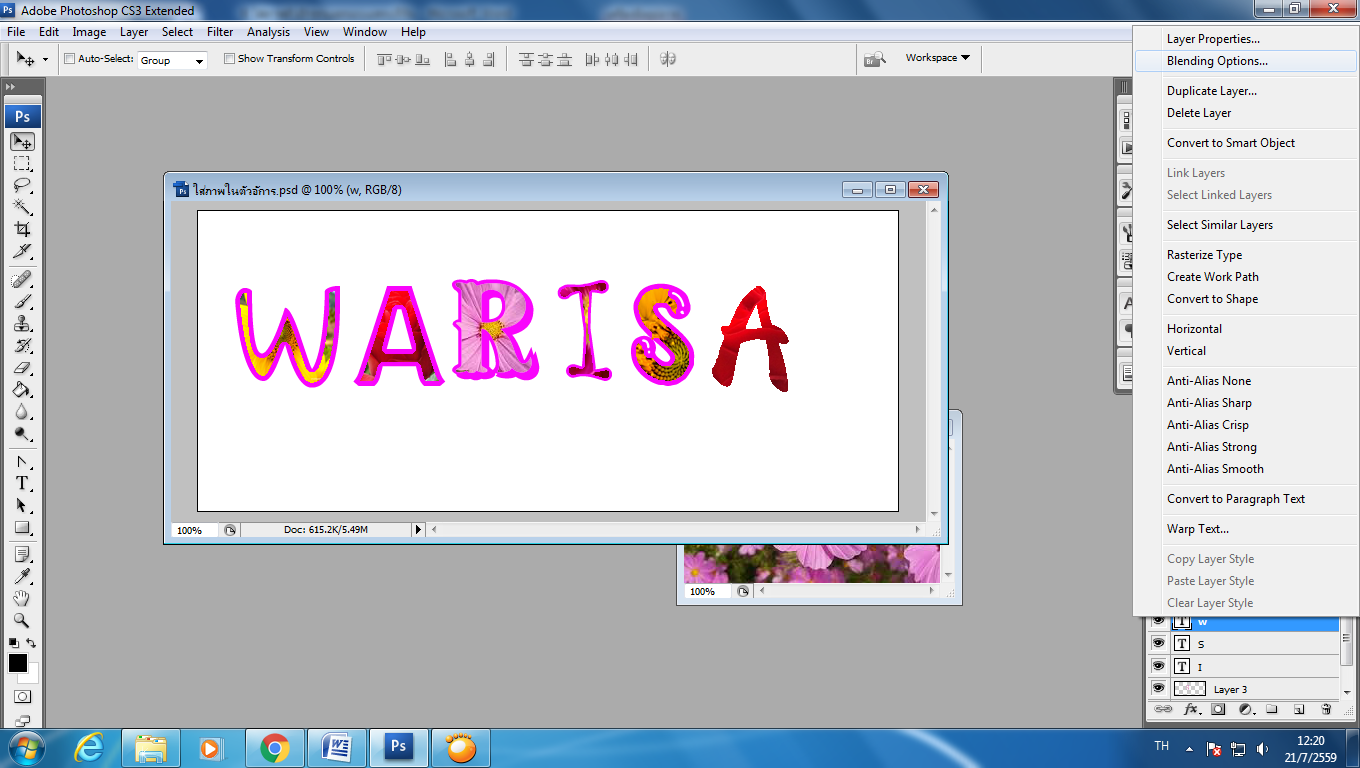 Adobe Photoshop CS3 Extended
File Edit Image Layer Select Filter Analysis View Window Help
Auto-Select: Group Show Transform Controls Workspace
Ps
ใส่ภาพในตัวอักการ.psd @ 100% (w, RGB/8)
WARISA
100% Doc: 615.2K/5.49M
100%
Layer Properties...
Blending Options...
Duplicate Layer...
Delete Layer
Convert to Smart Object
Link Layers
Select Linked Layers
Select Similar Layers
Rasterize Type
Create Work Path
Convert to Shape
Horizontal
Vertical
Anti-Alias None
Anti-Alias Sharp
Anti-Alias Crisp
Anti-Alias Strong
Anti-Alias Smooth
Convert to Paragraph Text
Warp Text...
Copy Layer Style
Paste Layer Style
Clear Layer Style
T w
T S
T I
Layer 3
Ps
TH
12:20
21/7/2559